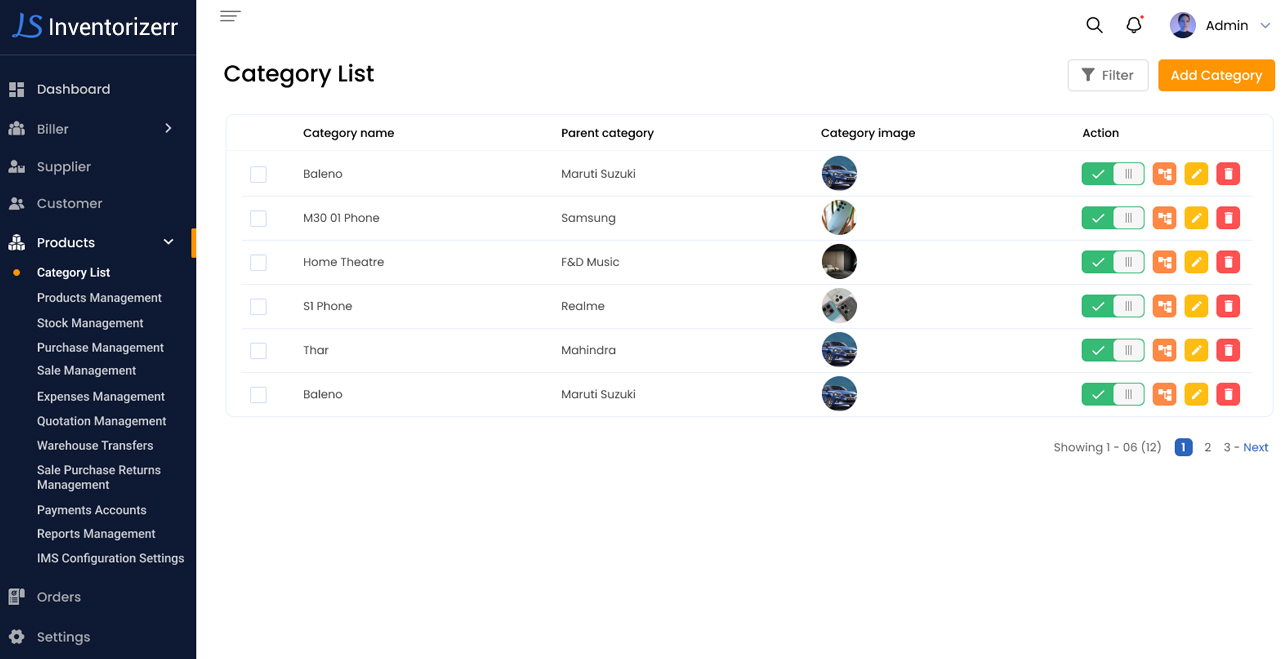 LS Inventorizerr
Dashboard
Biller
Supplier
Customer
Products
Category List
Products Management
Stock Management
Purchase Management
Sale Management
Expenses Management
Quotation Management
Warehouse Transfers
Sale Purchase Returns
Management
Payments Accounts
Reports Management
IMS Configuration Settings
Orders
Settings
Admin
Category List
Filter
Add Category
Category name Parent category Category image Action
Baleno Maruti Suzuki
M30 01 Phone Samsung
Home Theatre F&D Music
S1 Phone Realme
Thar Mahindra
Baleno Maruti Suzuki
Showing 1 - 06 (12) 1 2 3 - Next